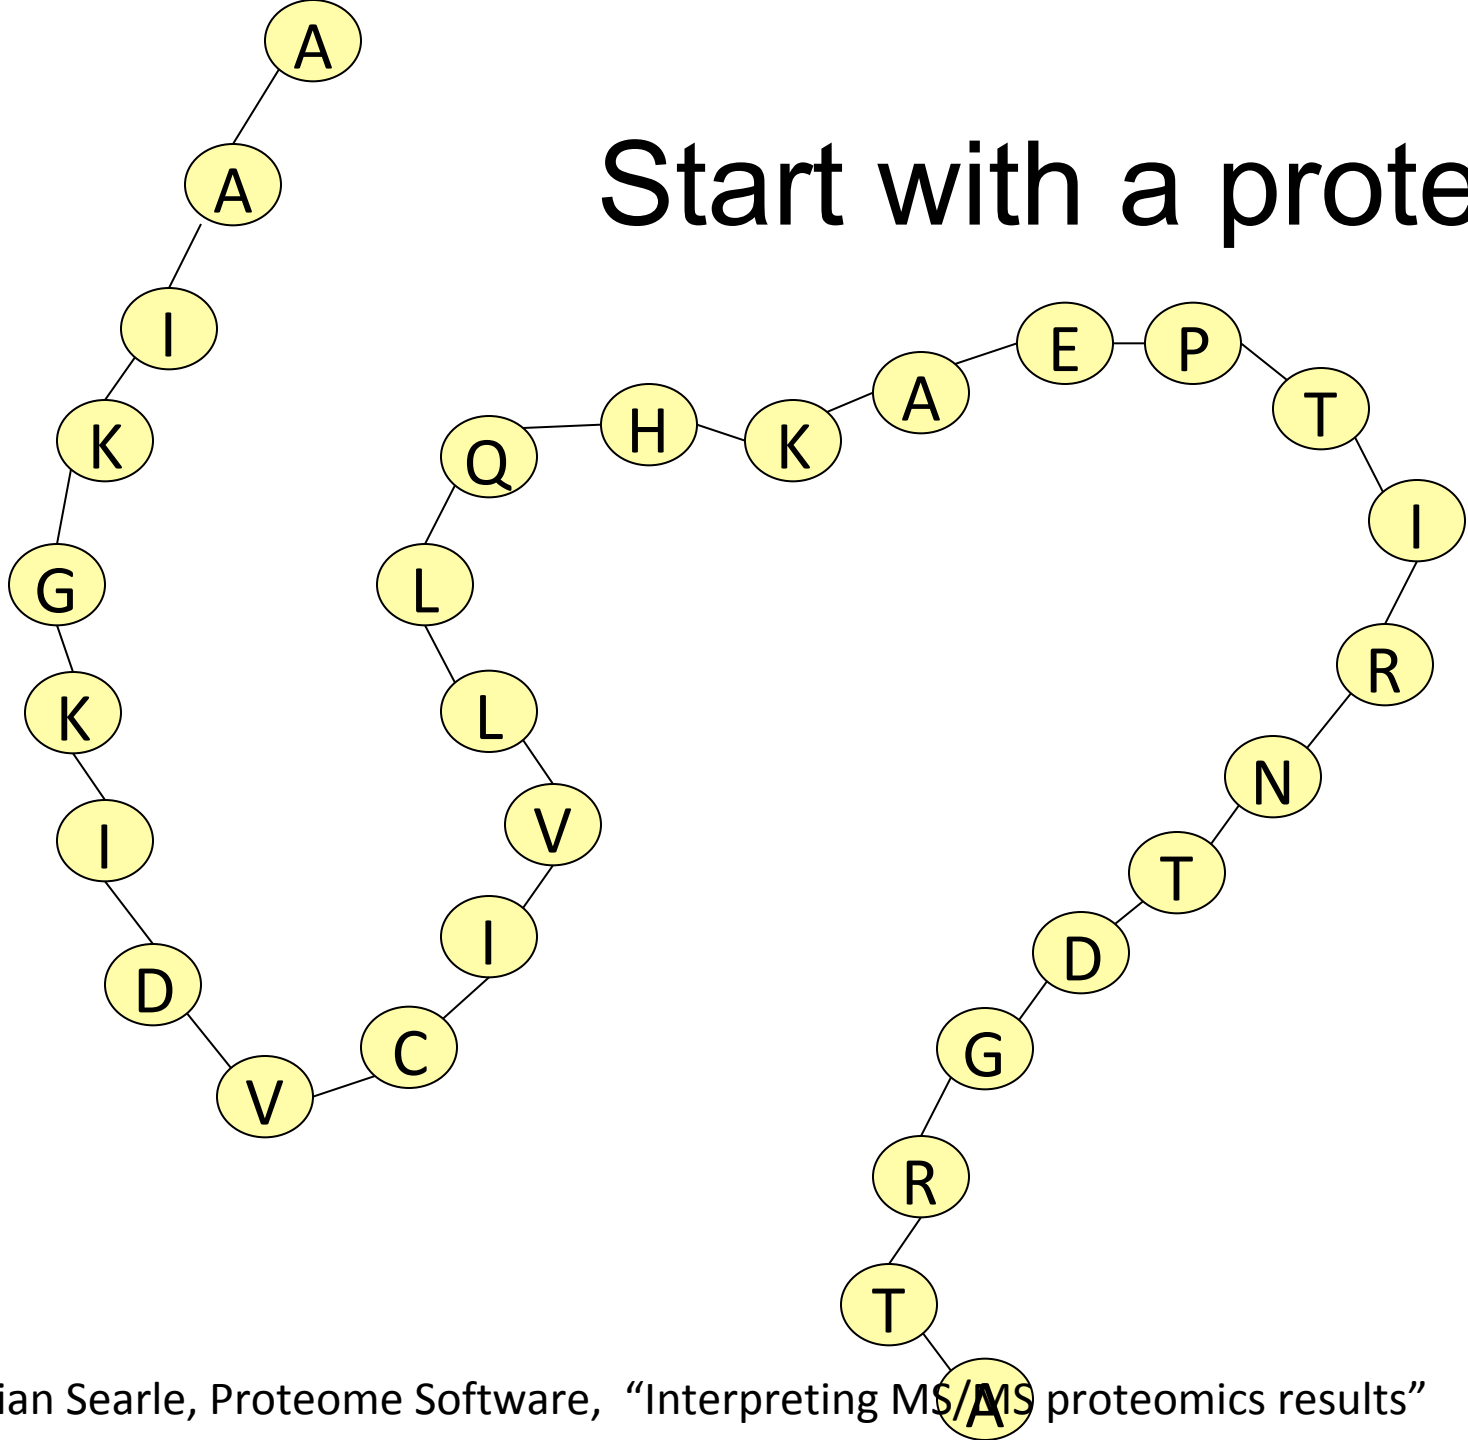 Start with a prote
A
A
I
K
G
K
I
D
V
C
I
V
L
L
Q
H
K
A
E
P
T
I
R
N
T
D
G
R
T
A
ian Searle, Proteome Software, “Interpreting MS/MS proteomics results”